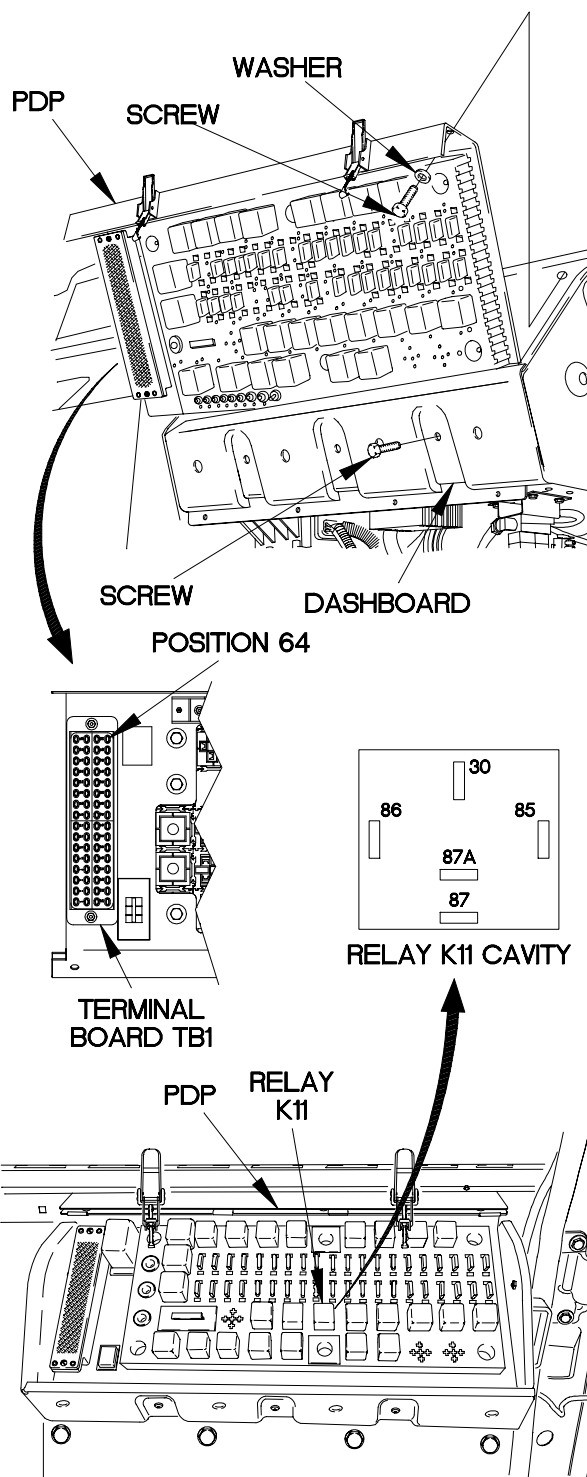 WASHER
PDP
SCREW
SCREW
DASHBOARD
POSITION 64
30
86
85
87A
87
RELAY K11 CAVITY
TERMINAL
BOARD TB1
PDP
RELAY
K11